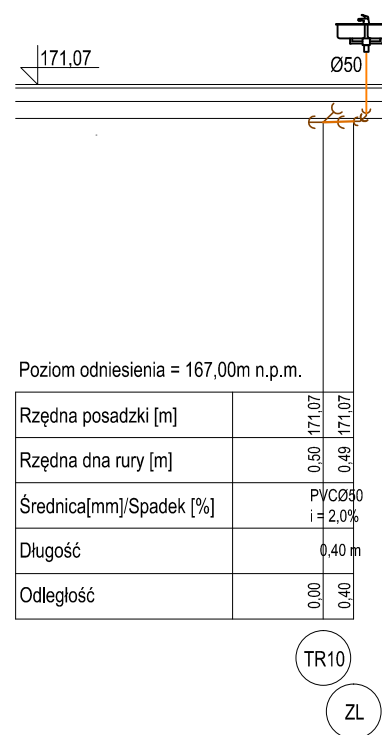 171,07
Ø50
Poziom odniesienia = 167,00m n.p.m.
Rzędna posadzki [m] 171,07 171,07
Rzędna dna rury [m] 0,50 0,49
Średnica[mm]/Spadek [%] PVCØ50
i = 2,0%
Długość 0,40 m
Odległość 0,00 0,40
TR10
ZL